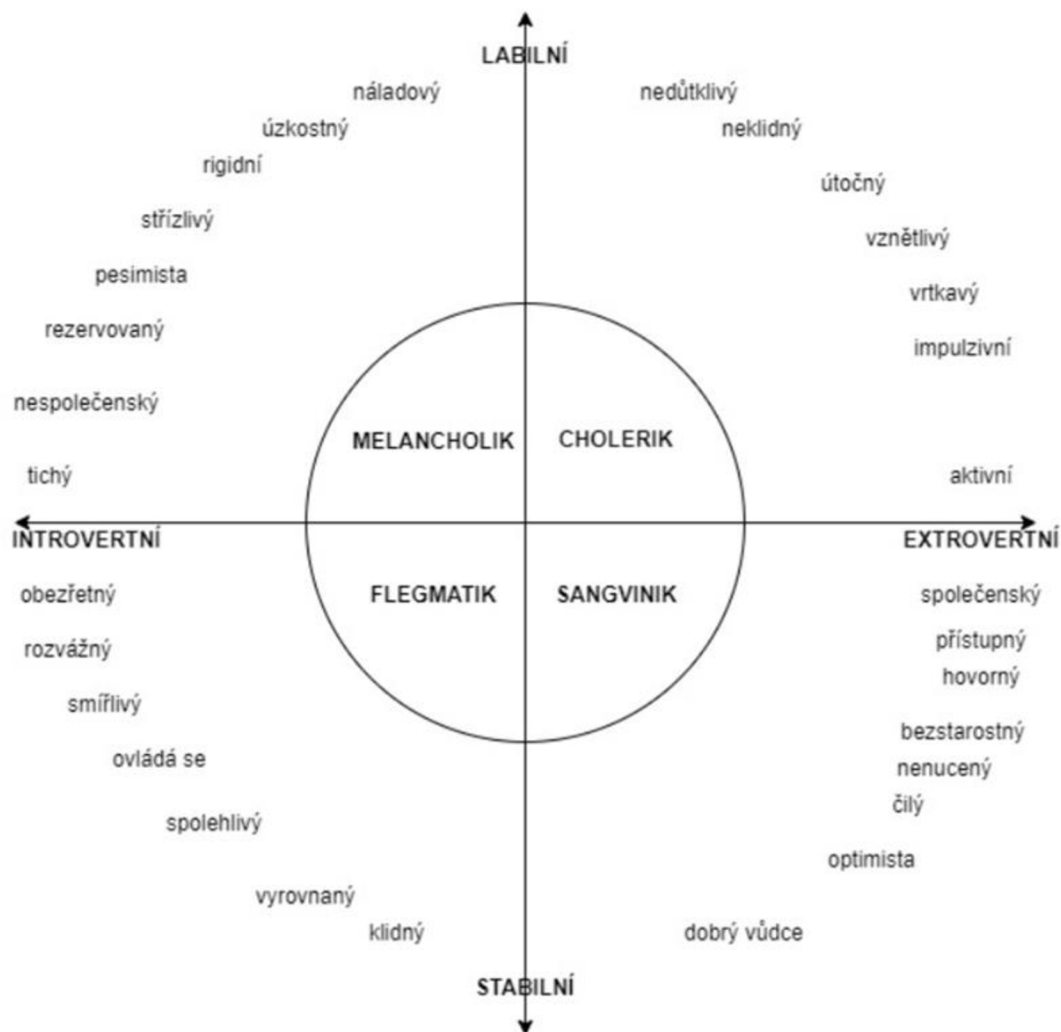 LABILNÍ
náladový
nedůtklivý
úzkostný
neklidný
rigidní
útočný
střízlivý
vznětlivý
pesimista
vrtkavý
rezervovaný
impulzivní
nespolečenský
MELANCHOLIK
CHOLERIK
tichý
aktivní
INTROVERTNÍ
EXTROVERTNÍ
obezřetný
FLEGMATIK
SANGVINIK
společenský
rozvážný
přístupný
hovorný
smířlivý
bezstarostný
ovládá se
nenucený
čilý
spolehlivý
optimista
vyrovnaný
klidný
dobrý vůdce
STABILNÍ